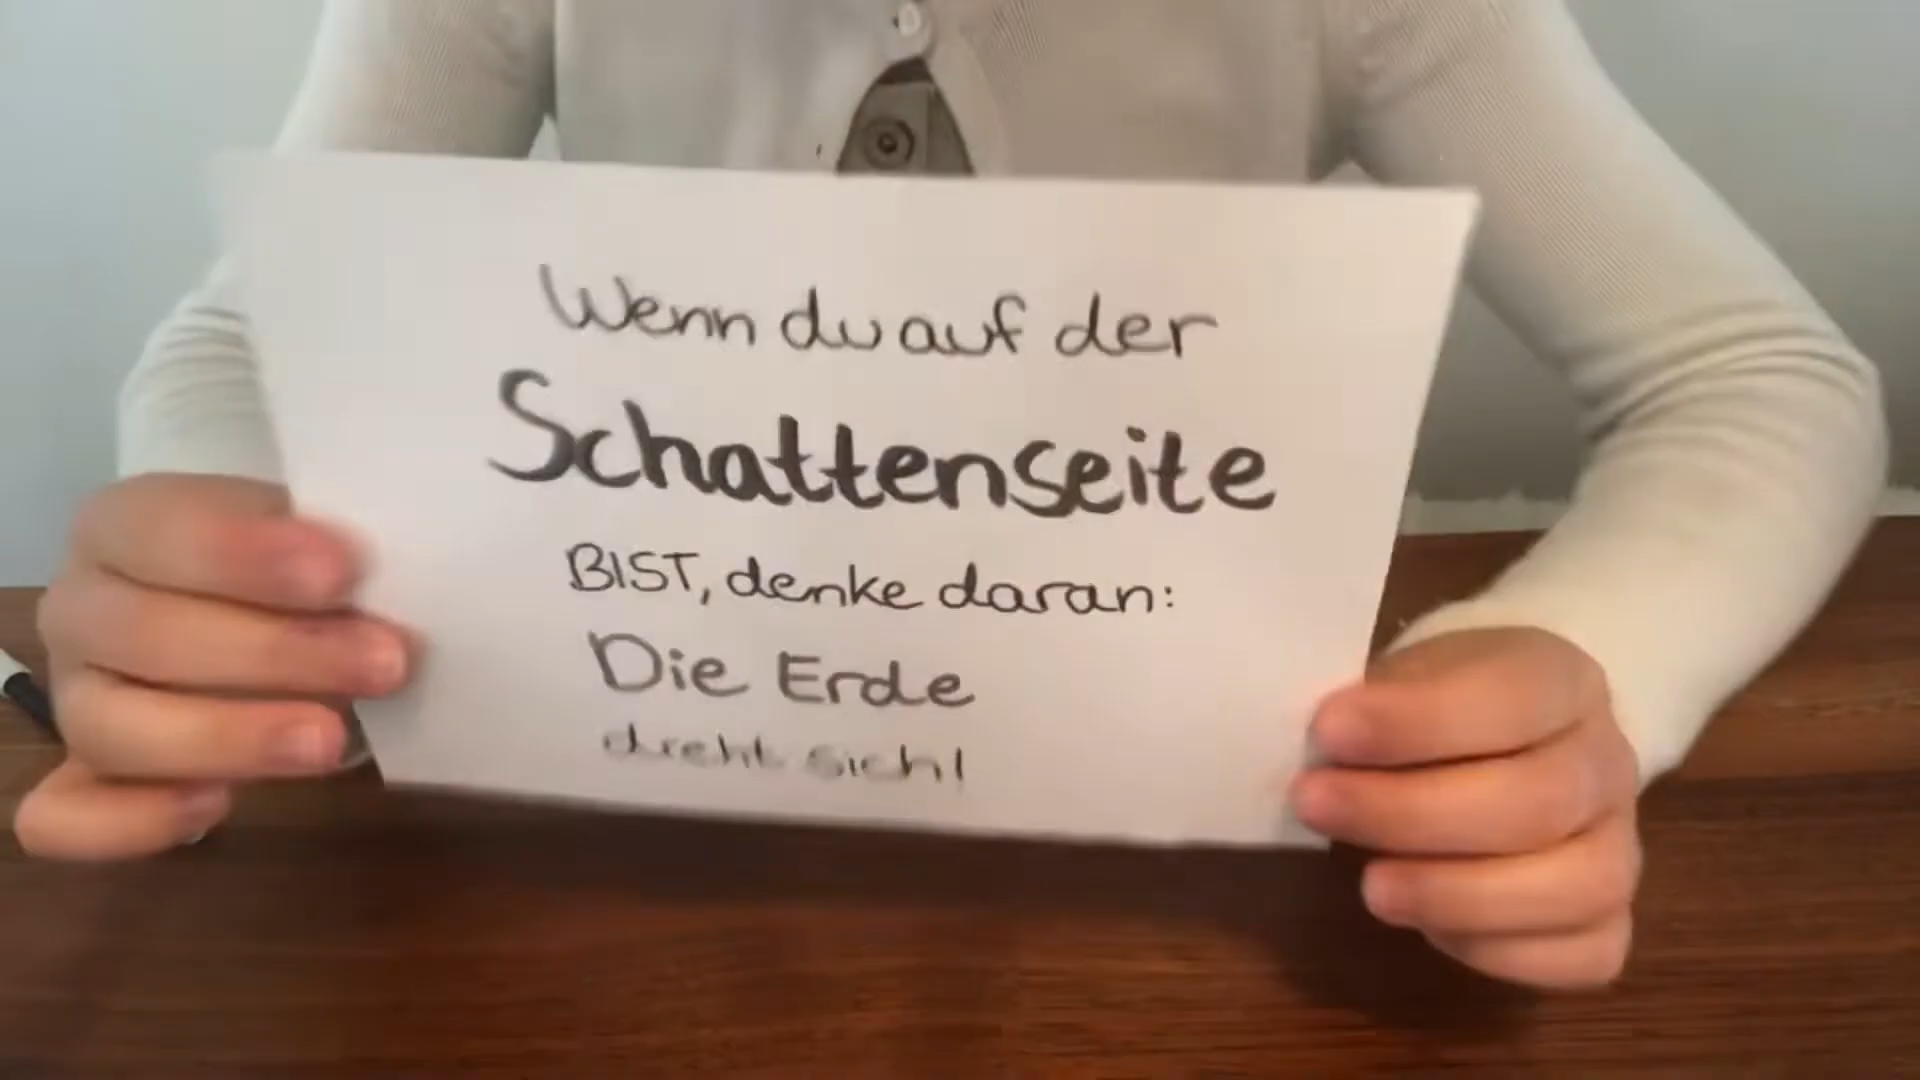 Wenn du auf der
Schattenseite
BIST, denke daran:
Die Erde
dreht sich!